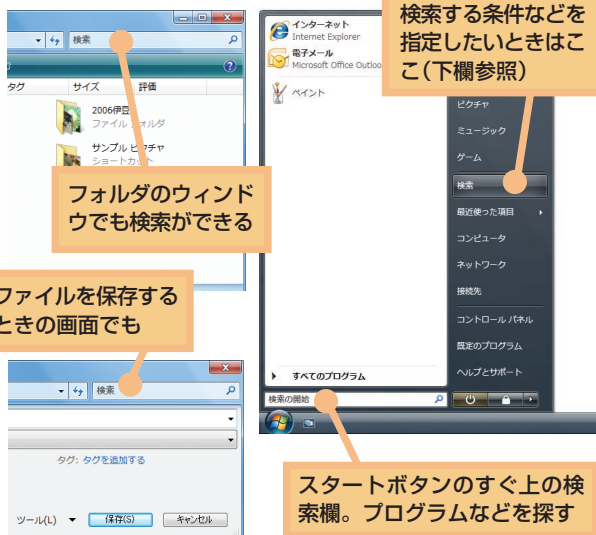 検索
タグ サイズ 評価
2006伊豆
ファイル フォルダ
サンプル ピクチャ
ショートカット
フォルダのウィンド
ウでも検索ができる
ファイルを保存する
ときの画面でも
検索
タグ: タグを追加する
ツール(L) 保存(S) キャンセル
インターネット
Internet Explorer
電子メール
Microsoft Office Outloo
ペイント
すべてのプログラム
検索の開始
検索する条件などを
指定したいときはこ
こ(下欄参照)
ピクチャ
ミュージック
ゲーム
検索
最近使った項目
コンピュータ
ネットワーク
接続先
コントロール パネル
既定のプログラム
ヘルプとサポート
スタートボタンのすぐ上の検
索欄。プログラムなどを探す